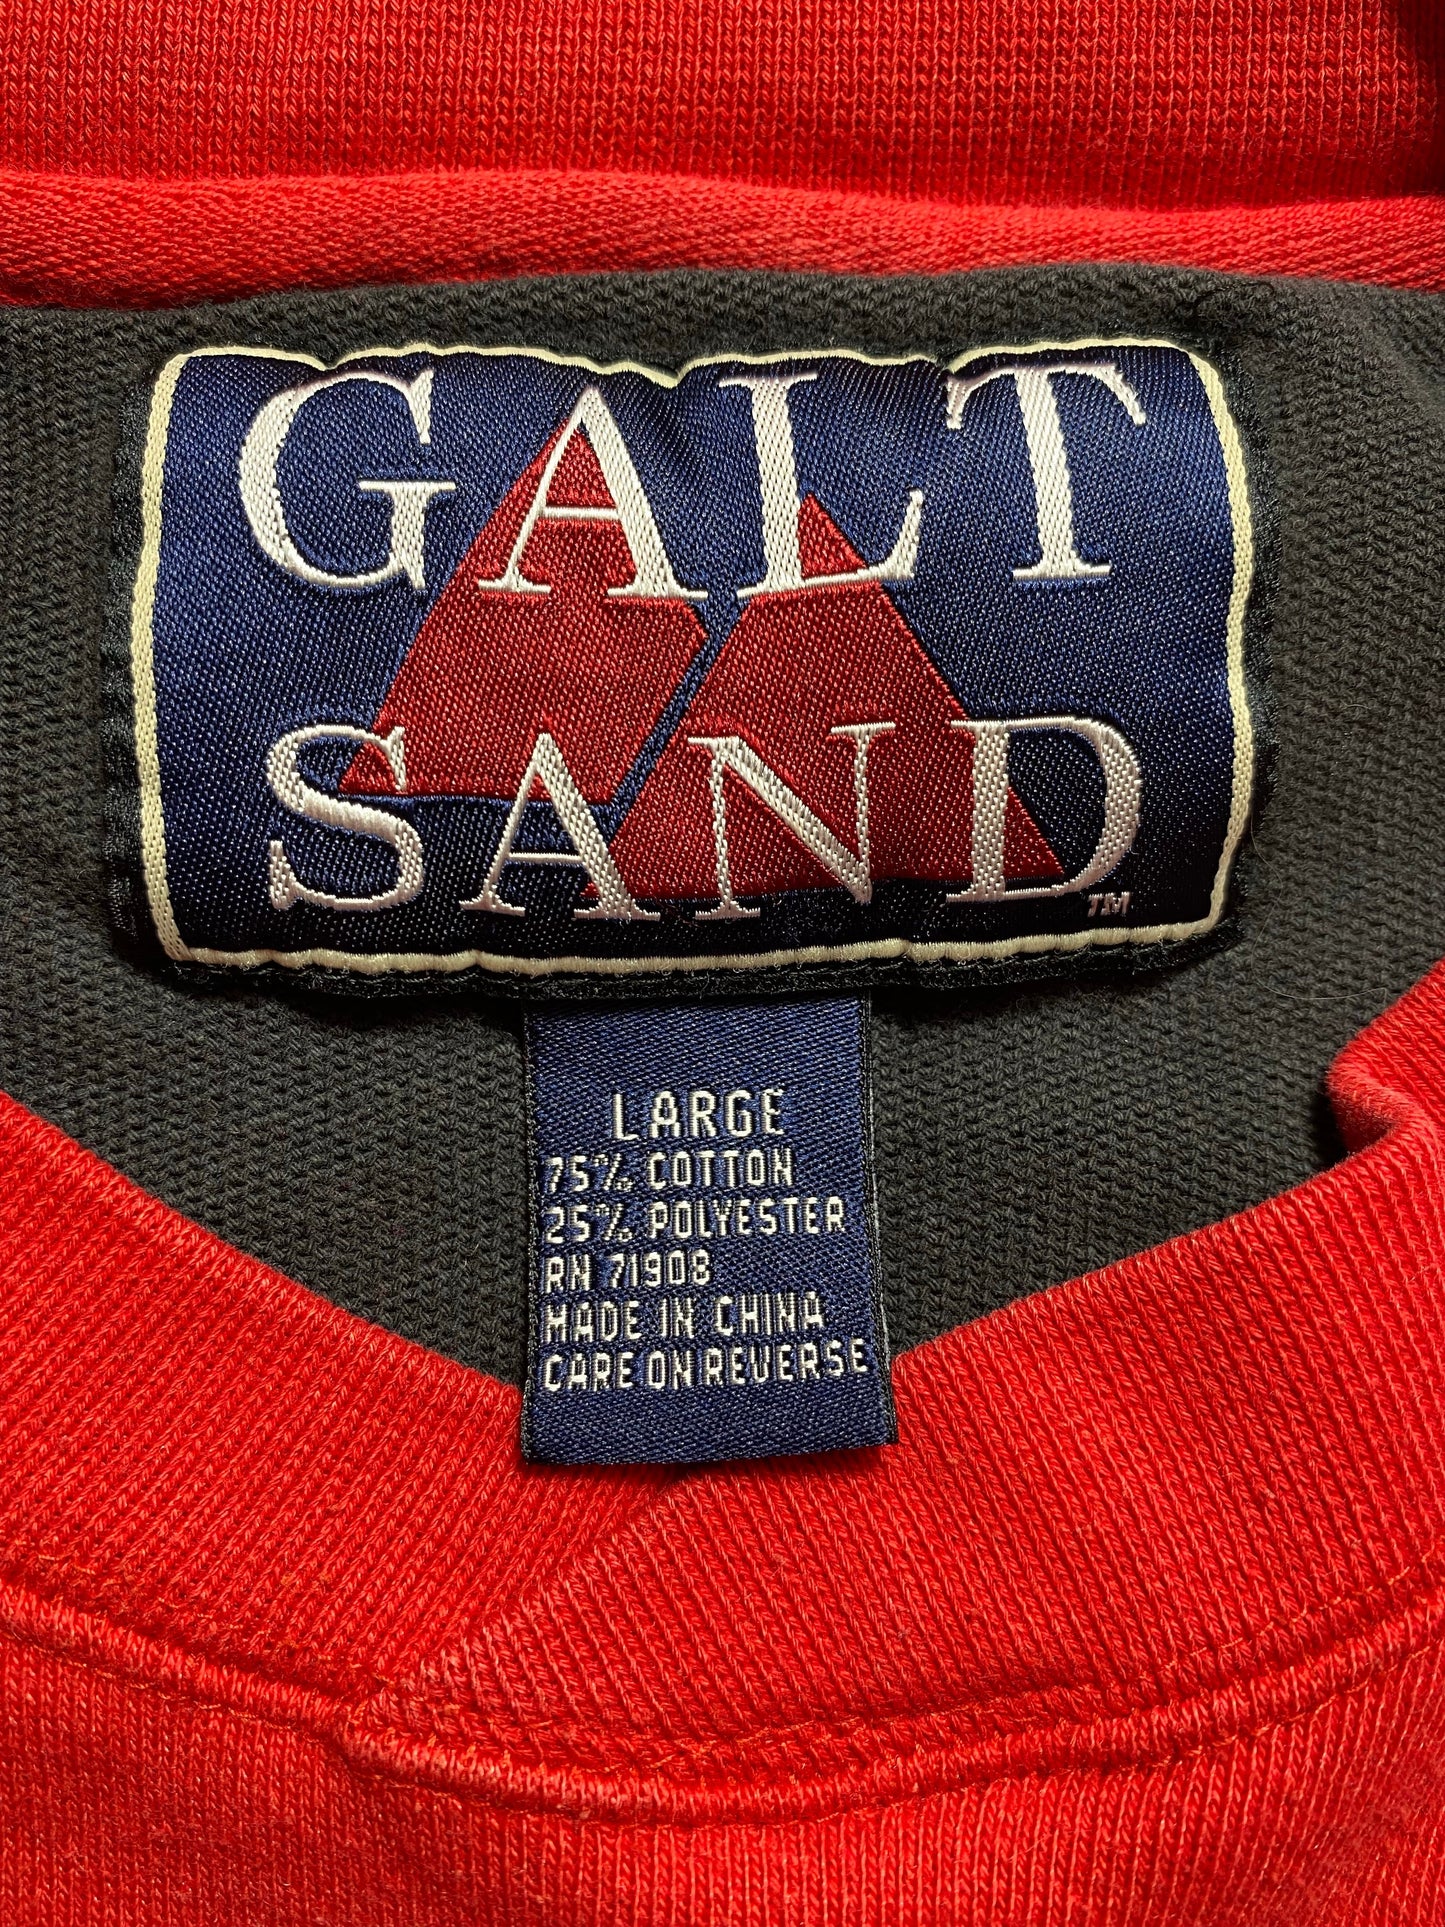 GALT
SAND
TM
LARGE
75% COTTON
25% POLYESTER
RN 71908
MADE IN CHINA
CARE ON REVERSE